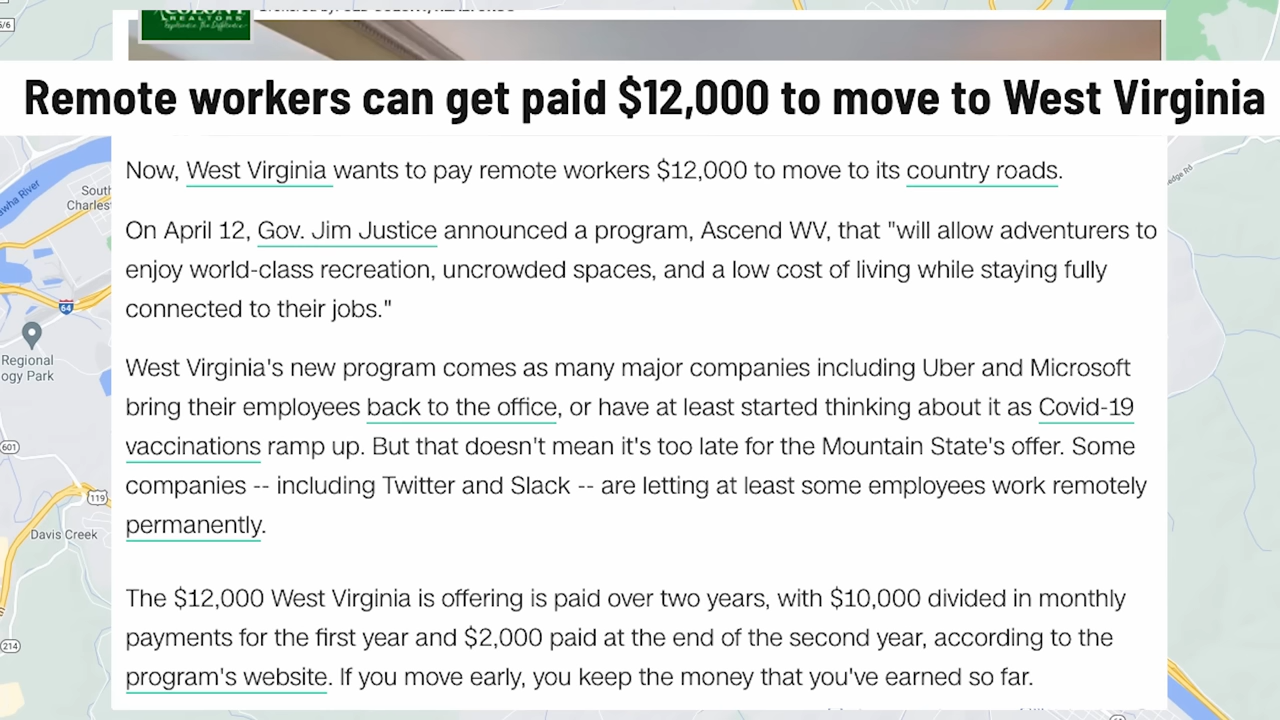 REALTORS
Remote workers can get paid $12,000 to move to West Virginia
Now, West Virginia wants to pay remote workers $12,000 to move to its country roads.
On April 12, Gov. Jim Justice announced a program, Ascend WV, that "will allow adventurers to
enjoy world-class recreation, uncrowded spaces, and a low cost of living while staying fully
connected to their jobs."
West Virginia's new program comes as many major companies including Uber and Microsoft
bring their employees back to the office, or have at least started thinking about it as Covid-19
vaccinations ramp up. But that doesn't mean it's too late for the Mountain State's offer. Some
companies -- including Twitter and Slack -- are letting at least some employees work remotely
permanently.
The $12,000 West Virginia is offering is paid over two years, with $10,000 divided in monthly
payments for the first year and $2,000 paid at the end of the second year, according to the
program's website. If you move early, you keep the money that you've earned so far.
South
Charles
64
Regional
ogy Park
601
119
Davis Creek
214